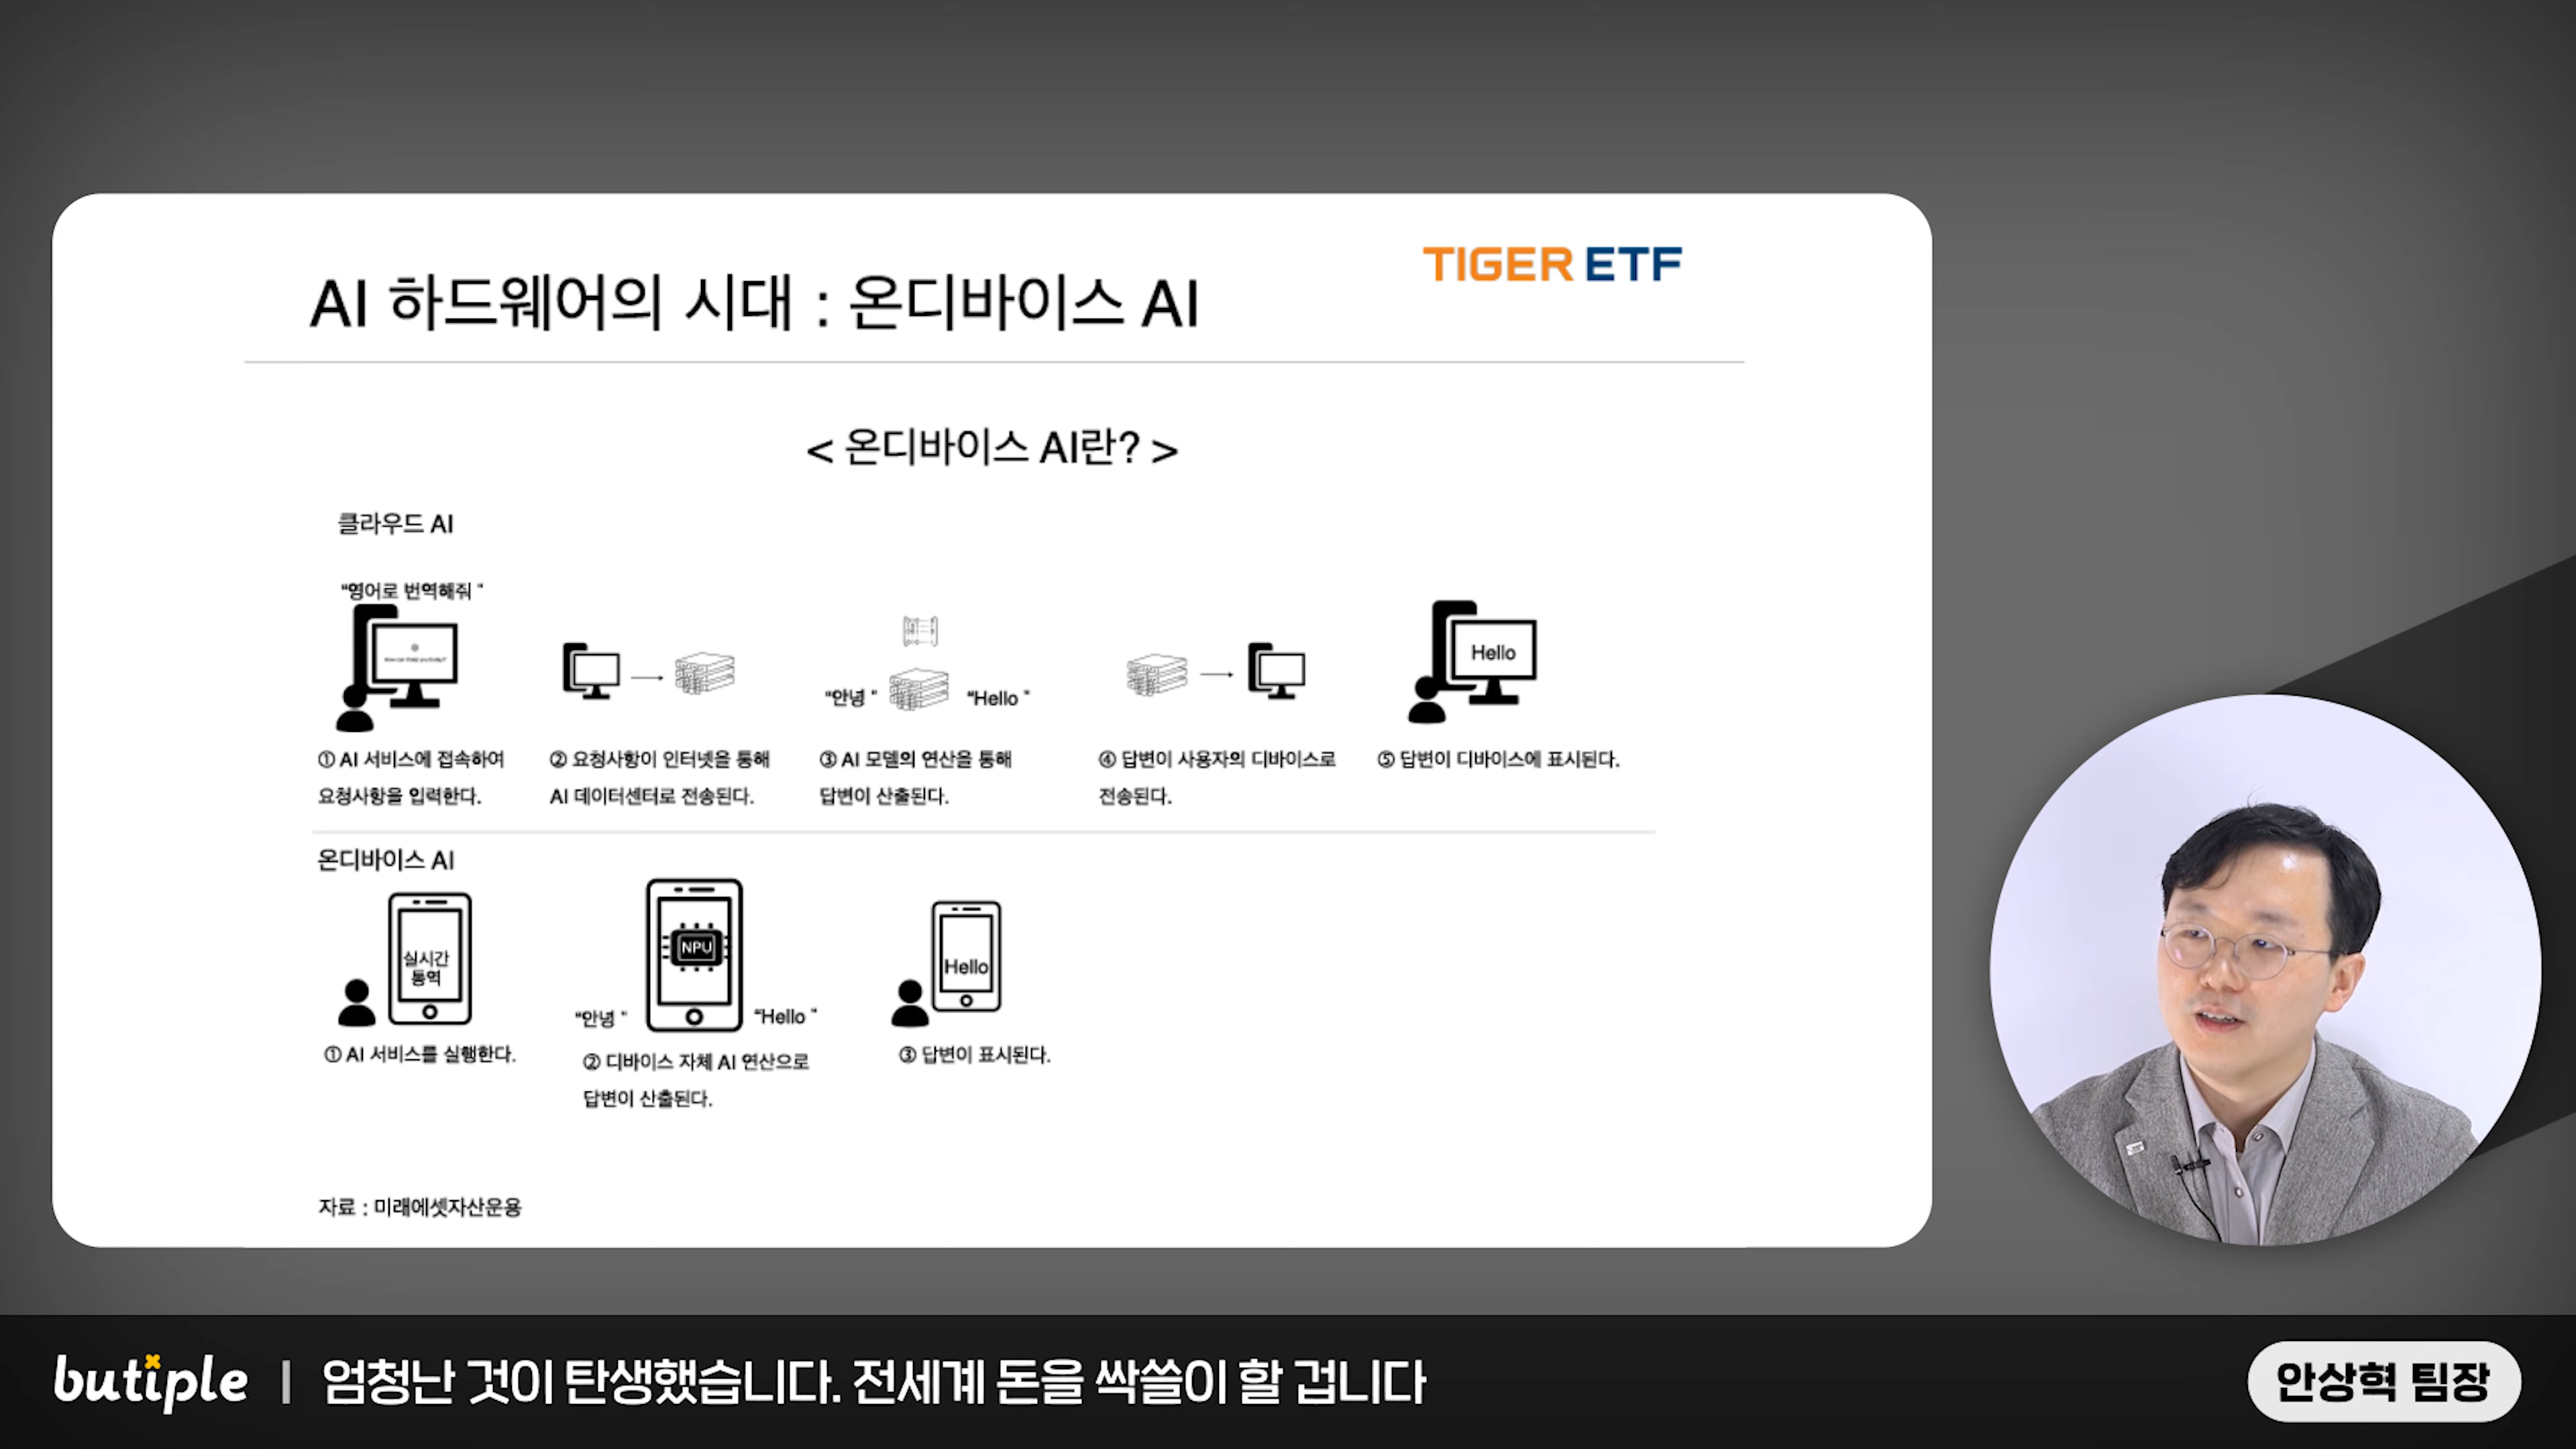 TIGER ETF
AI 하드웨어의 시대 : 온디바이스 AI
< 온디바이스 AI란? >
클라우드 AI
“영어로 번역해줘 ”
How can I help you today?
“안녕 ”
“Hello ”
Hello
① AI 서비스에 접속하여
요청사항을 입력한다.
② 요청사항이 인터넷을 통해
AI 데이터센터로 전송된다.
③ AI 모델의 연산을 통해
답변이 산출된다.
④ 답변이 사용자의 디바이스로
전송된다.
⑤ 답변이 디바이스에 표시된다.
온디바이스 AI
실시간
통역
“안녕 ”
NPU
“Hello ”
Hello
① AI 서비스를 실행한다.
② 디바이스 자체 AI 연산으로
답변이 산출된다.
③ 답변이 표시된다.
자료 : 미래에셋자산운용
butiple | 엄청난 것이 탄생했습니다. 전세계 돈을 싹쓸이 할 겁니다
안상혁 팀장